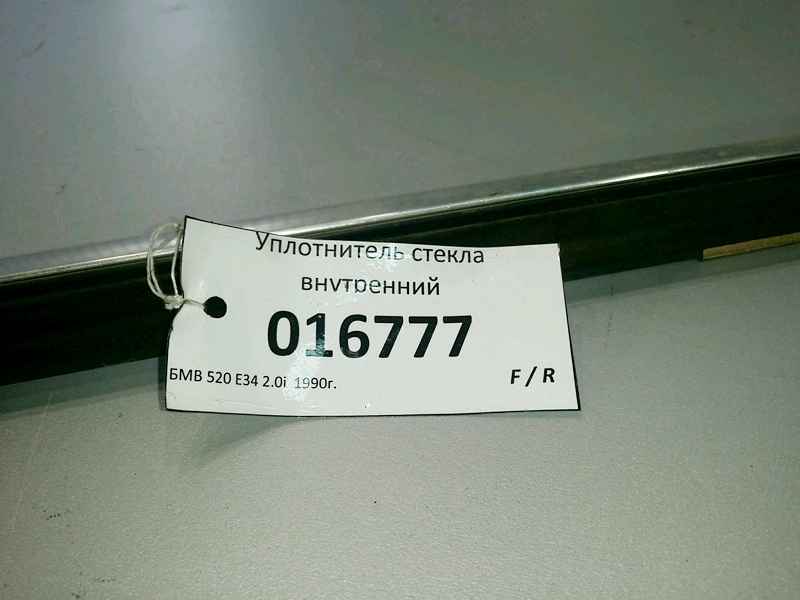 Уплотнитель стекла
внутренний
016777
БМВ 520 E34 2.0i 1990г.
F / R